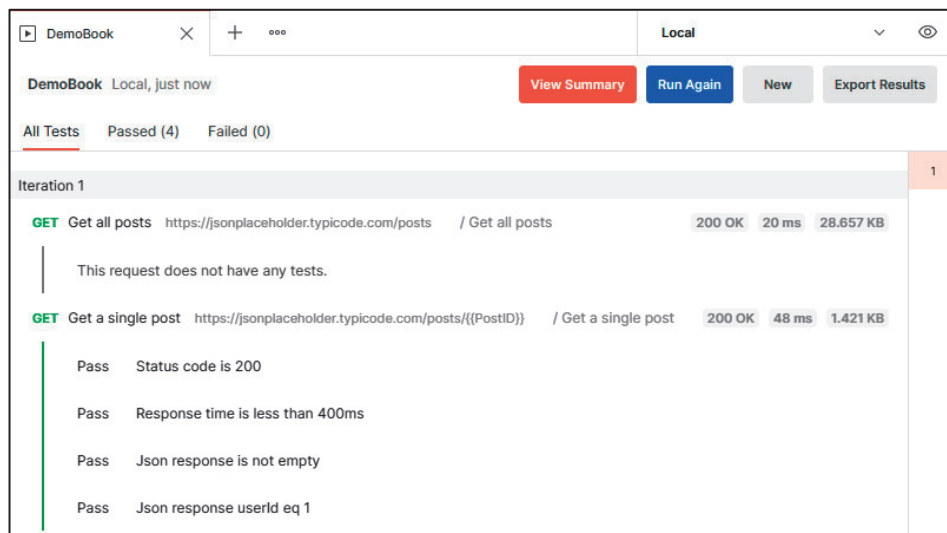 DemoBook Local
DemoBook Local, just now View Summary Run Again New Export Results
All Tests Passed (4) Failed (0)
1
Iteration 1
GET Get all posts https://jsonplaceholder.typicode.com/posts / Get all posts 200 OK 20 ms 28.657 KB
This request does not have any tests.
GET Get a single post https://jsonplaceholder.typicode.com/posts/{{PostID}} / Get a single post 200 OK 48 ms 1.421 KB
Pass Status code is 200
Pass Response time is less than 400ms
Pass Json response is not empty
Pass Json response userId eq 1